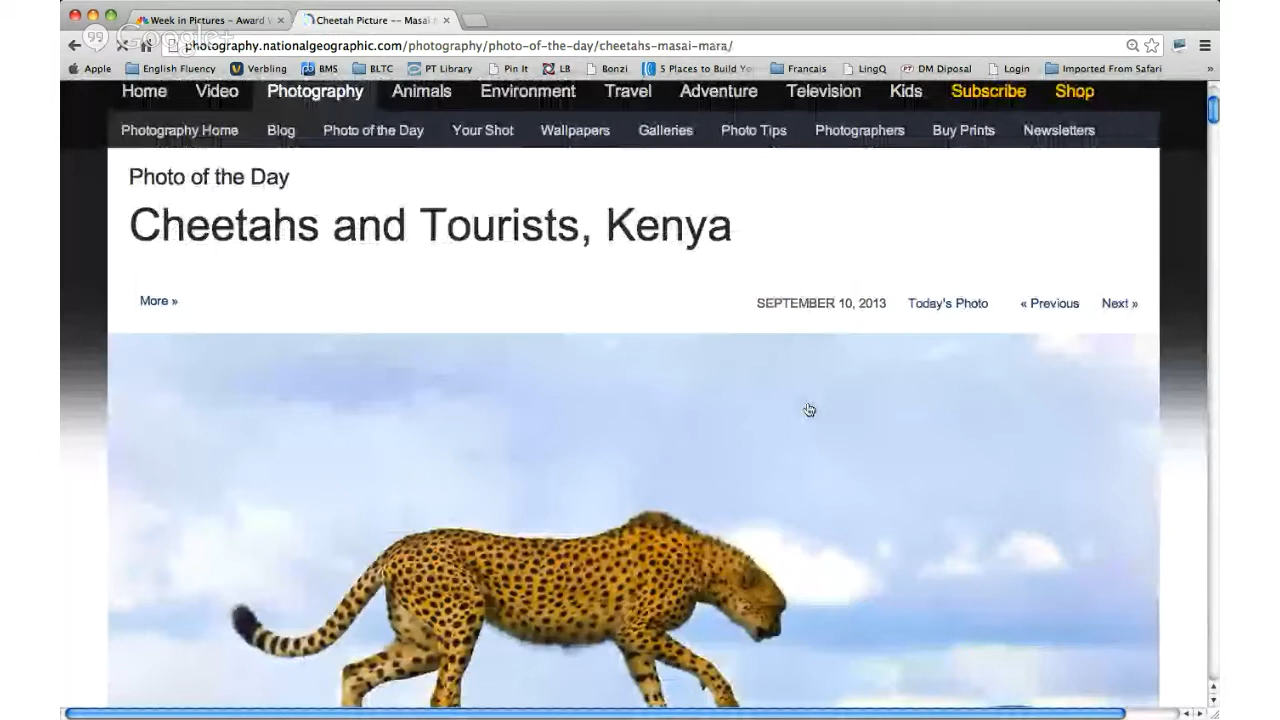 Week in Pictures – Award
Cheetah Picture -- Masai
Google+
photography.nationalgeographic.com/photography/photo-of-the-day/cheetahs-masai-mara/
Apple English Fluency Verbling BMS BLTC PT Library Pin It LB Bonzi 5 Places to Build Yo Francais LingQ DM Diposal Login Imported From Safari »
Home Video Photography Animals Environment Travel Adventure Television Kids Subscribe Shop
Photography Home Blog Photo of the Day Your Shot Wallpapers Galleries Photo Tips Photographers Buy Prints Newsletters
Photo of the Day
Cheetahs and Tourists, Kenya
More » SEPTEMBER 10, 2013 Today's Photo « Previous Next »